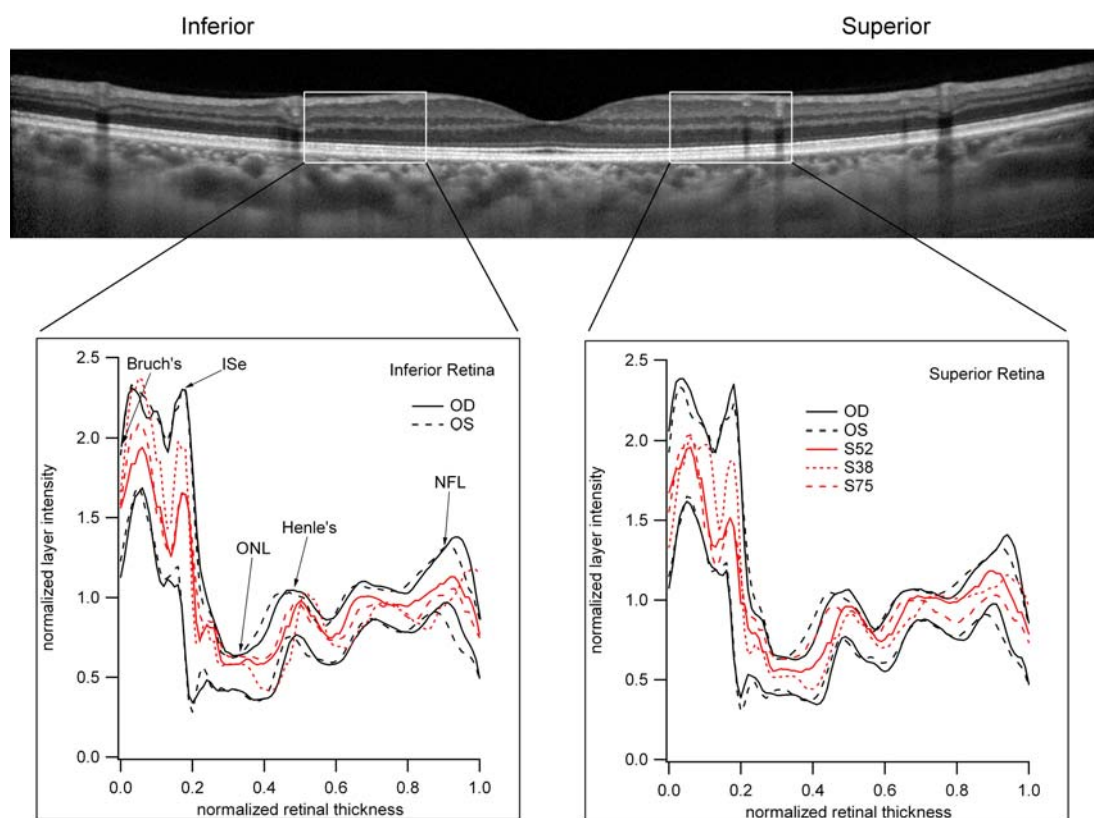 Inferior
Superior
2.5
2.0
1.5
1.0
0.5
0.0
normalized layer intensity
Bruch's
ISe
Inferior Retina
OD
OS
NFL
Henle's
ONL
0.0 0.2 0.4 0.6 0.8 1.0
normalized retinal thickness
2.5
2.0
1.5
1.0
0.5
0.0
normalized layer intensity
Superior Retina
OD
OS
S52
S38
S75
0.0 0.2 0.4 0.6 0.8 1.0
normalized retinal thickness